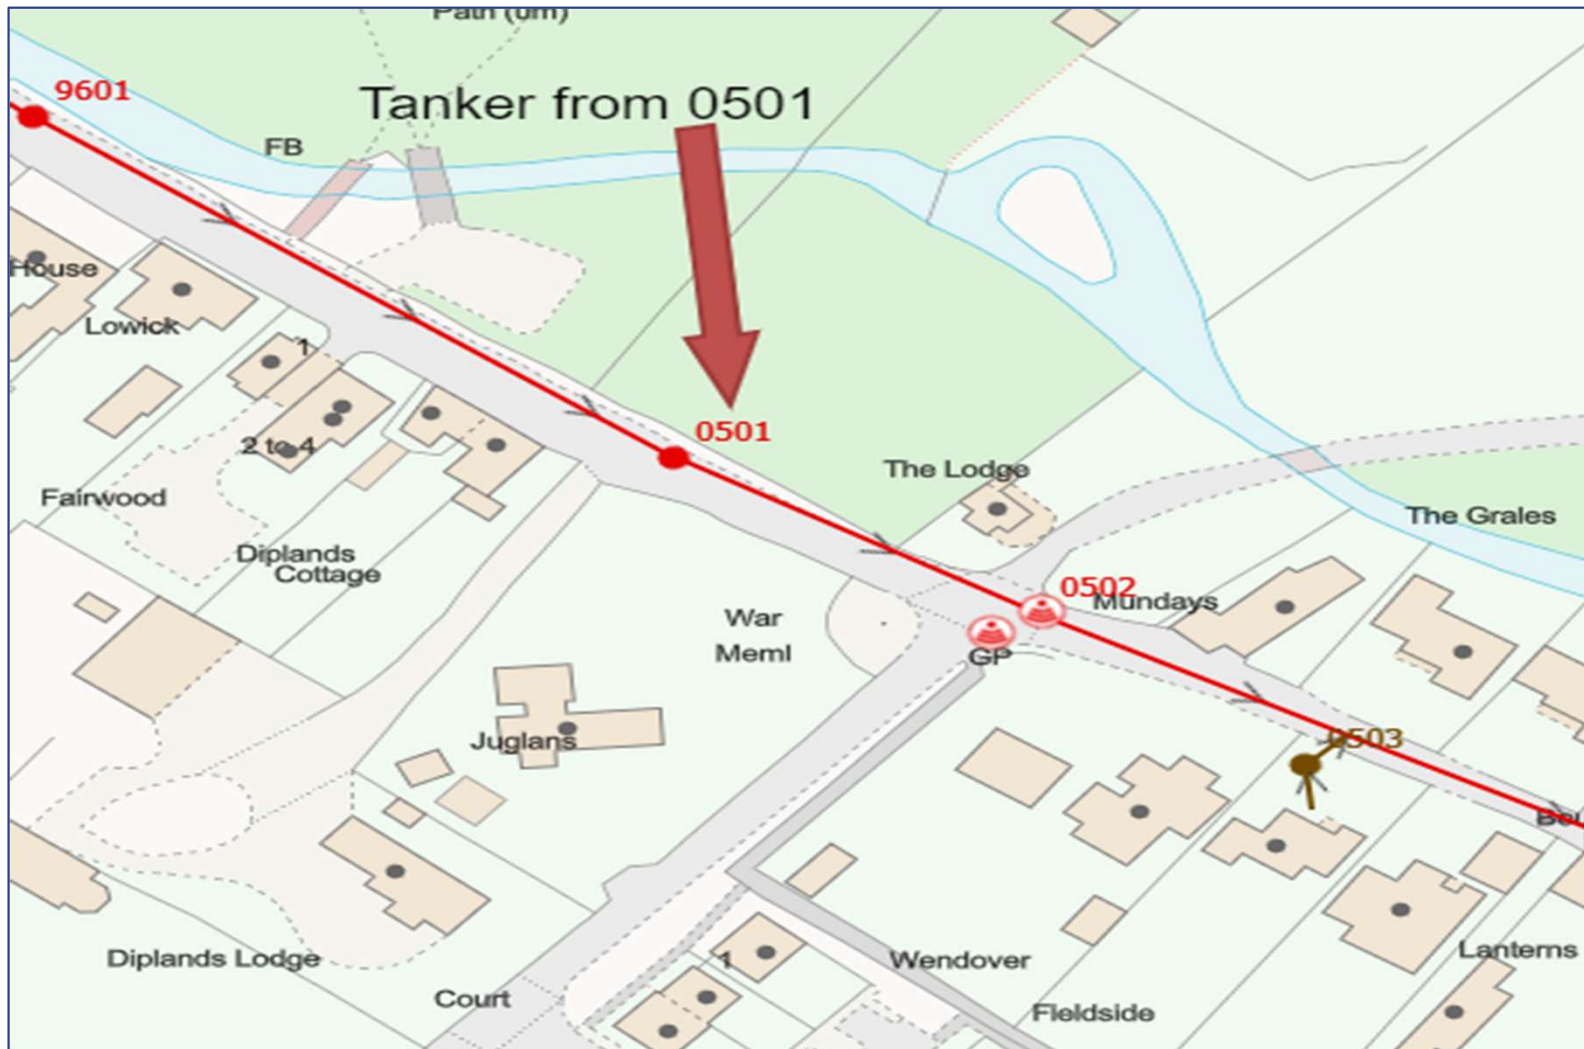 Path (um)
9601
Tanker from 0501
FB
House
Lowick
1
0501
2 to 4
The Lodge
Fairwood
The Grales
Diplands
Cottage
0502
Mundays
War
Meml
GP
Juglans
0503
Diplands Lodge
1
Wendover
Lanterns
Court
Fieldside